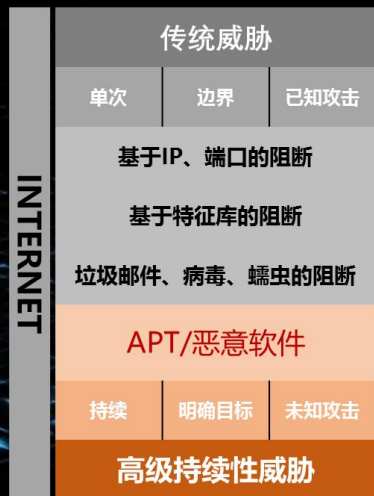 INTERNET
传统威胁
单次 边界 已知攻击
基于IP、端口的阻断
基于特征库的阻断
垃圾邮件、病毒、蠕虫的阻断
APT/恶意软件
持续 明确目标 未知攻击
高级持续性威胁